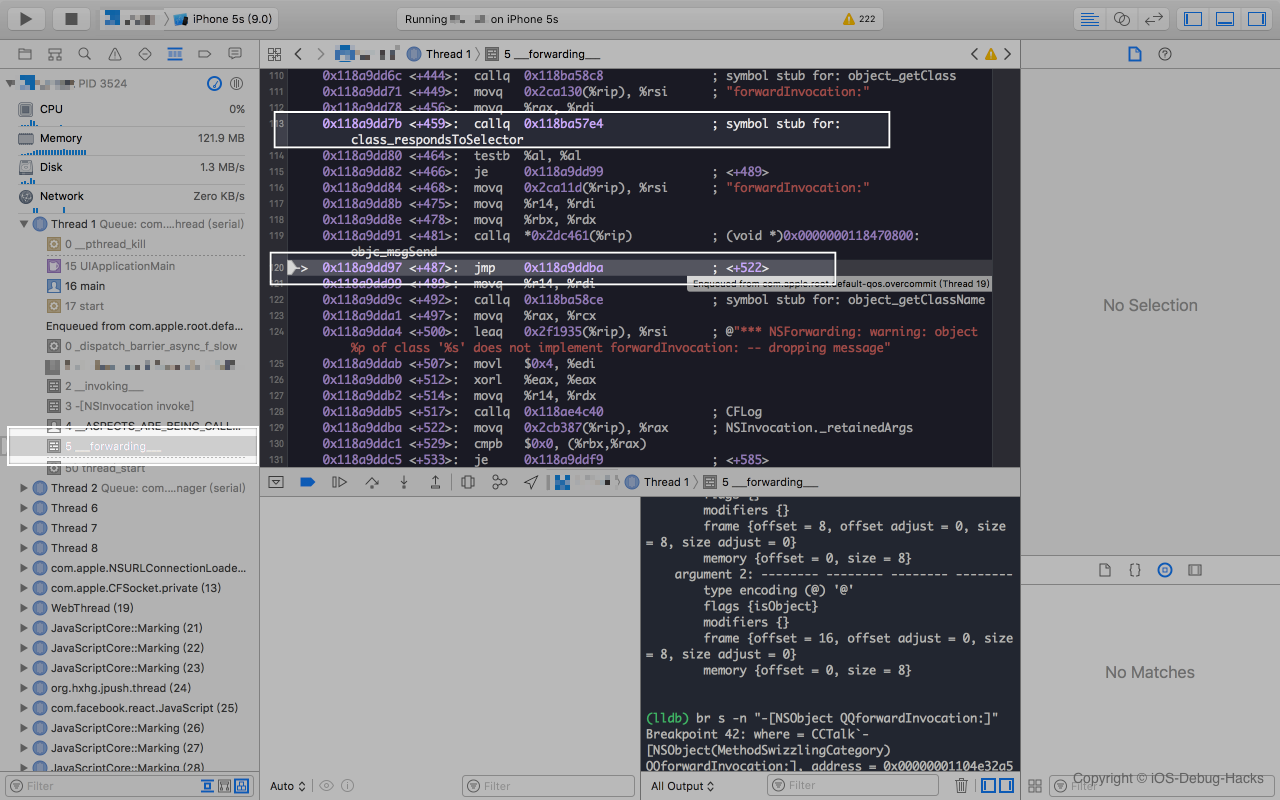 iPhone 5s (9.0)
Running on iPhone 5s
222
PID 3524
CPU 0%
Memory 121.9 MB
Disk 1.3 MB/s
Network Zero KB/s
Thread 1 Queue: com....hread (serial)
0 __pthread_kill
15 UIApplicationMain
16 main
17 start
Enqueued from com.apple.root.defa...
0 _dispatch_barrier_async_f_slow
2 __invoking___
3 -[NSInvocation invoke]
4 __ASPECTS_ARE_BEING_CALL...
5 ___forwarding___
50 thread_start
Thread 2 Queue: com....nager (serial)
Thread 6
Thread 7
Thread 8
com.apple.NSURLConnectionLoade...
com.apple.CFSocket.private (13)
WebThread (19)
JavaScriptCore::Marking (21)
JavaScriptCore::Marking (22)
JavaScriptCore::Marking (23)
org.hxhg.jpush.thread (24)
com.facebook.react.JavaScript (25)
JavaScriptCore::Marking (26)
JavaScriptCore::Marking (27)
JavaScriptCore::Marking (28)
Filter
Thread 1 5 ___forwarding___
110 0x118a9dd6c <+444>: callq 0x118ba58c8 ; symbol stub for: object_getClass
111 0x118a9dd71 <+449>: movq 0x2ca130(%rip), %rsi ; "forwardInvocation:"
112 0x118a9dd78 <+456>: movq %rax, %rdi
113 0x118a9dd7b <+459>: callq 0x118ba57e4 ; symbol stub for:
class_respondsToSelector
114 0x118a9dd80 <+464>: testb %al, %al
115 0x118a9dd82 <+466>: je 0x118a9dd99 ; <+489>
116 0x118a9dd84 <+468>: movq 0x2ca11d(%rip), %rsi ; "forwardInvocation:"
117 0x118a9dd8b <+475>: movq %r14, %rdi
118 0x118a9dd8e <+478>: movq %rbx, %rdx
119 0x118a9dd91 <+481>: callq *0x2dc461(%rip) ; (void *)0x0000000118470800:
objc_msgSend
120 -> 0x118a9dd97 <+487>: jmp 0x118a9ddba ; <+522>
Enqueued from com.apple.root.default-qos.overcommit (Thread 19)
121 0x118a9dd99 <+489>: movq %r14, %rdi
122 0x118a9dd9c <+492>: callq 0x118ba58ce ; symbol stub for: object_getClassName
123 0x118a9dda1 <+497>: movq %rax, %rcx
124 0x118a9dda4 <+500>: leaq 0x2f1935(%rip), %rsi ; @"*** NSForwarding: warning: object
%p of class '%s' does not implement forwardInvocation: -- dropping message"
125 0x118a9ddab <+507>: movl $0x4, %edi
126 0x118a9ddb0 <+512>: xorl %eax, %eax
127 0x118a9ddb2 <+514>: movq %r14, %rdx
128 0x118a9ddb5 <+517>: callq 0x118ae4c40 ; CFLog
129 0x118a9ddba <+522>: movq 0x2cb387(%rip), %rax ; NSInvocation._retainedArgs
130 0x118a9ddc1 <+529>: cmpb $0x0, (%rbx,%rax)
131 0x118a9ddc5 <+533>: je 0x118a9ddf9 ; <+585>
Thread 1 5 ___forwarding___
flags {}
modifiers {}
frame {offset = 8, offset adjust = 0, size
= 8, size adjust = 0}
memory {offset = 0, size = 8}
argument 2: -------- -------- -------- --------
type encoding (@) '@'
flags {isObject}
modifiers {}
frame {offset = 16, offset adjust = 0, size
= 8, size adjust = 0}
memory {offset = 0, size = 8}
(lldb) br s -n "-[NSObject QQforwardInvocation:]"
Breakpoint 42: where = CCTalk`-
[NSObject(MethodSwizzlingCategory)
QQforwardInvocation:], address = 0x00000001104e32a5
Auto
Filter
All Output
Filter
No Selection
No Matches
Filter
Copyright © iOS-Debug-Hacks